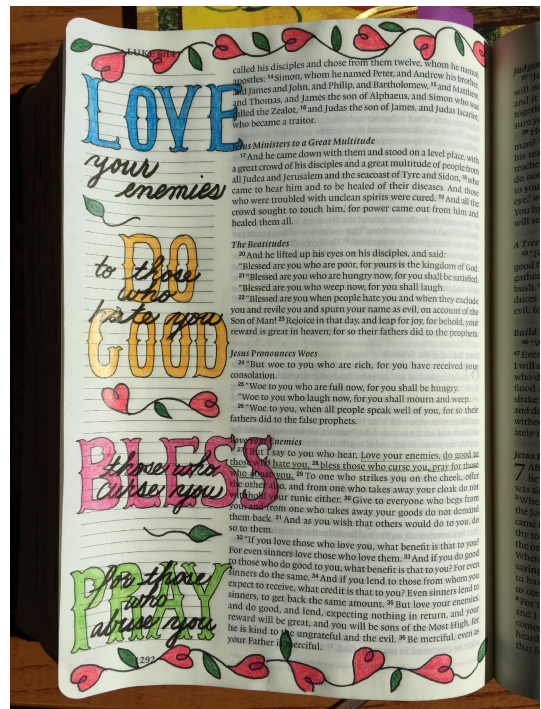 LUKE 6:14
LOVE
your
enemies
DO
to those
who
hate you
GOOD
BLESS
those who
curse you
PRAY
for those
who
abuse you
297
called his disciples and chose from them twelve, whom he named
apostles: 14 Simon, whom he named Peter, and Andrew his brother,
and James and John, and Philip, and Bartholomew, 15 and Matthew,
and Thomas, and James the son of Alphaeus, and Simon who was
called the Zealot, 16 and Judas the son of James, and Judas Iscariot,
who became a traitor.
Jesus Ministers to a Great Multitude
17 And he came down with them and stood on a level place, with
a great crowd of his disciples and a great multitude of people from
all Judea and Jerusalem and the seacoast of Tyre and Sidon, 18 who
came to hear him and to be healed of their diseases. And those
who were troubled with unclean spirits were cured. 19 And all the
crowd sought to touch him, for power came out from him and
healed them all.
The Beatitudes
20 And he lifted up his eyes on his disciples, and said:
"Blessed are you who are poor, for yours is the kingdom of God.
21 "Blessed are you who are hungry now, for you shall be satisfied.
"Blessed are you who weep now, for you shall laugh.
22 "Blessed are you when people hate you and when they exclude
you and revile you and spurn your name as evil, on account of the
Son of Man! 23 Rejoice in that day, and leap for joy, for behold, your
reward is great in heaven; for so their fathers did to the prophets.
Jesus Pronounces Woes
24 "But woe to you who are rich, for you have received your
consolation.
25 "Woe to you who are full now, for you shall be hungry.
"Woe to you who laugh now, for you shall mourn and weep.
26 "Woe to you, when all people speak well of you, for so their
fathers did to the false prophets.
Love Your Enemies
27 "But I say to you who hear, Love your enemies, do good to
those who hate you, 28 bless those who curse you, pray for those
who abuse you. 29 To one who strikes you on the cheek, offer
the other also, and from one who takes away your cloak do not
withhold your tunic either. 30 Give to everyone who begs from
you, and from one who takes away your goods do not demand
them back. 31 And as you wish that others would do to you, do
so to them.
32 "If you love those who love you, what benefit is that to you?
For even sinners love those who love them. 33 And if you do good
to those who do good to you, what benefit is that to you? For even
sinners do the same. 34 And if you lend to those from whom you
expect to receive, what credit is that to you? Even sinners lend to
sinners, to get back the same amount. 35 But love your enemies,
and do good, and lend, expecting nothing in return, and your
reward will be great, and you will be sons of the Most High, for
he is kind to the ungrateful and the evil. 36 Be merciful, even as
your Father is merciful.